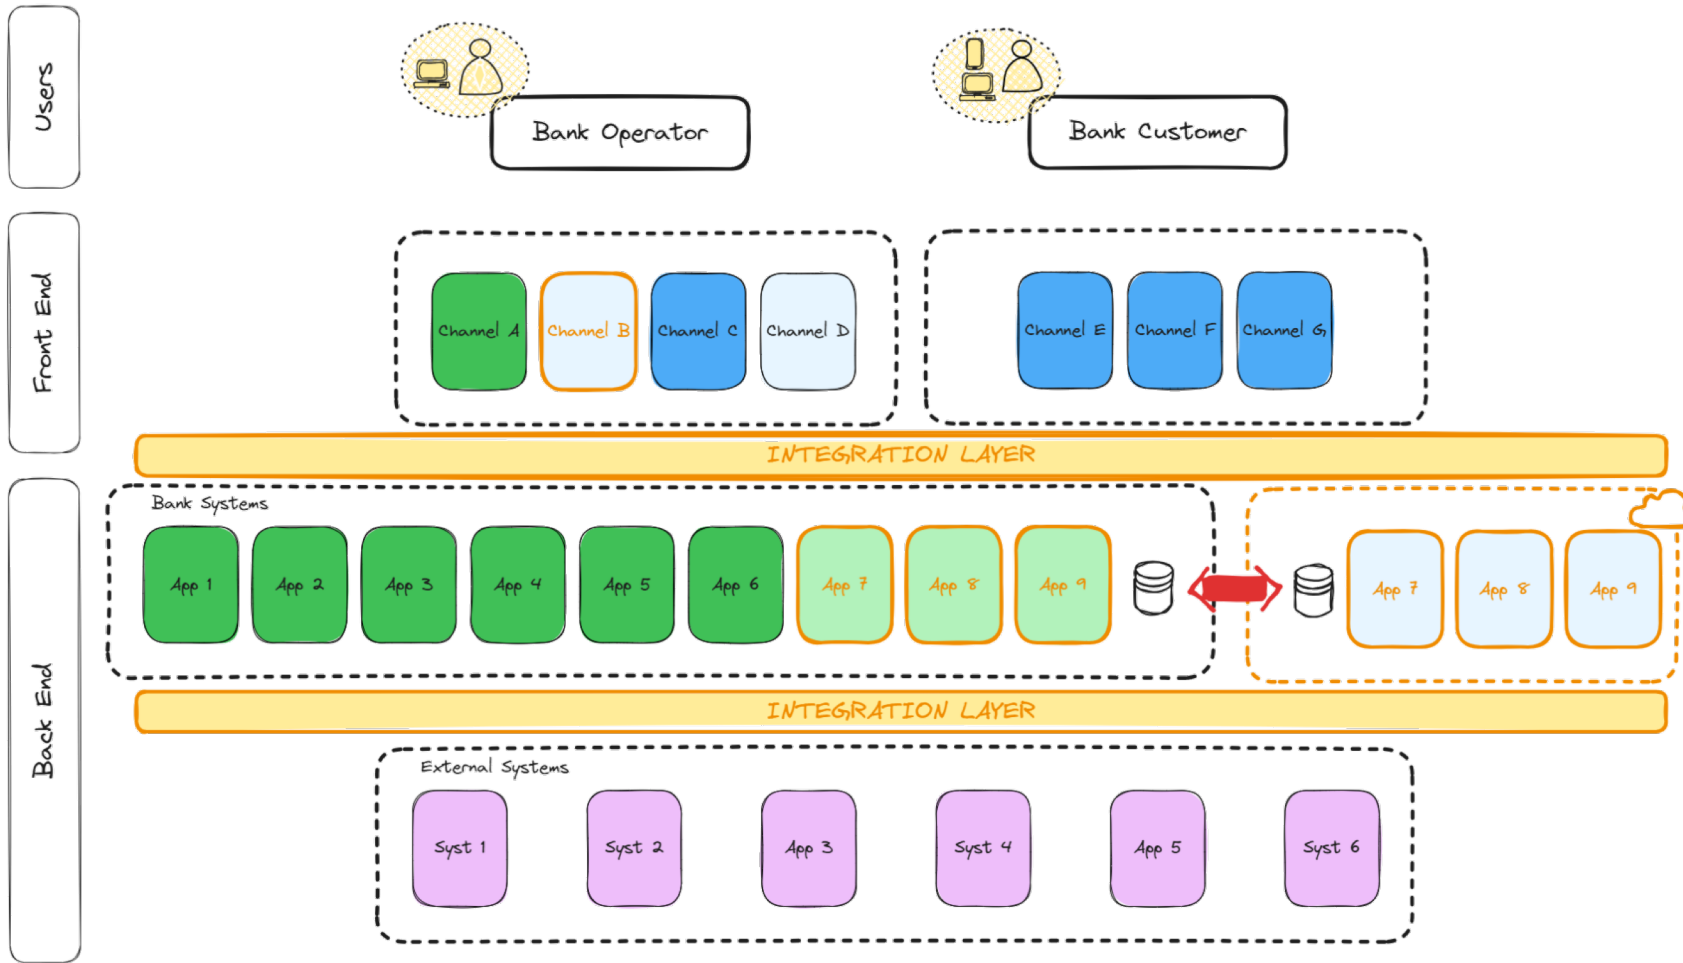 Users
Bank Operator
Bank Customer
Front End
Channel A
Channel B
Channel C
Channel D
Channel E
Channel F
Channel G
INTEGRATION LAYER
Back End
Bank Systems
App 1
App 2
App 3
App 4
App 5
App 6
App 7
App 8
App 9
App 7
App 8
App 9
INTEGRATION LAYER
External Systems
Syst 1
Syst 2
App 3
Syst 4
App 5
Syst 6